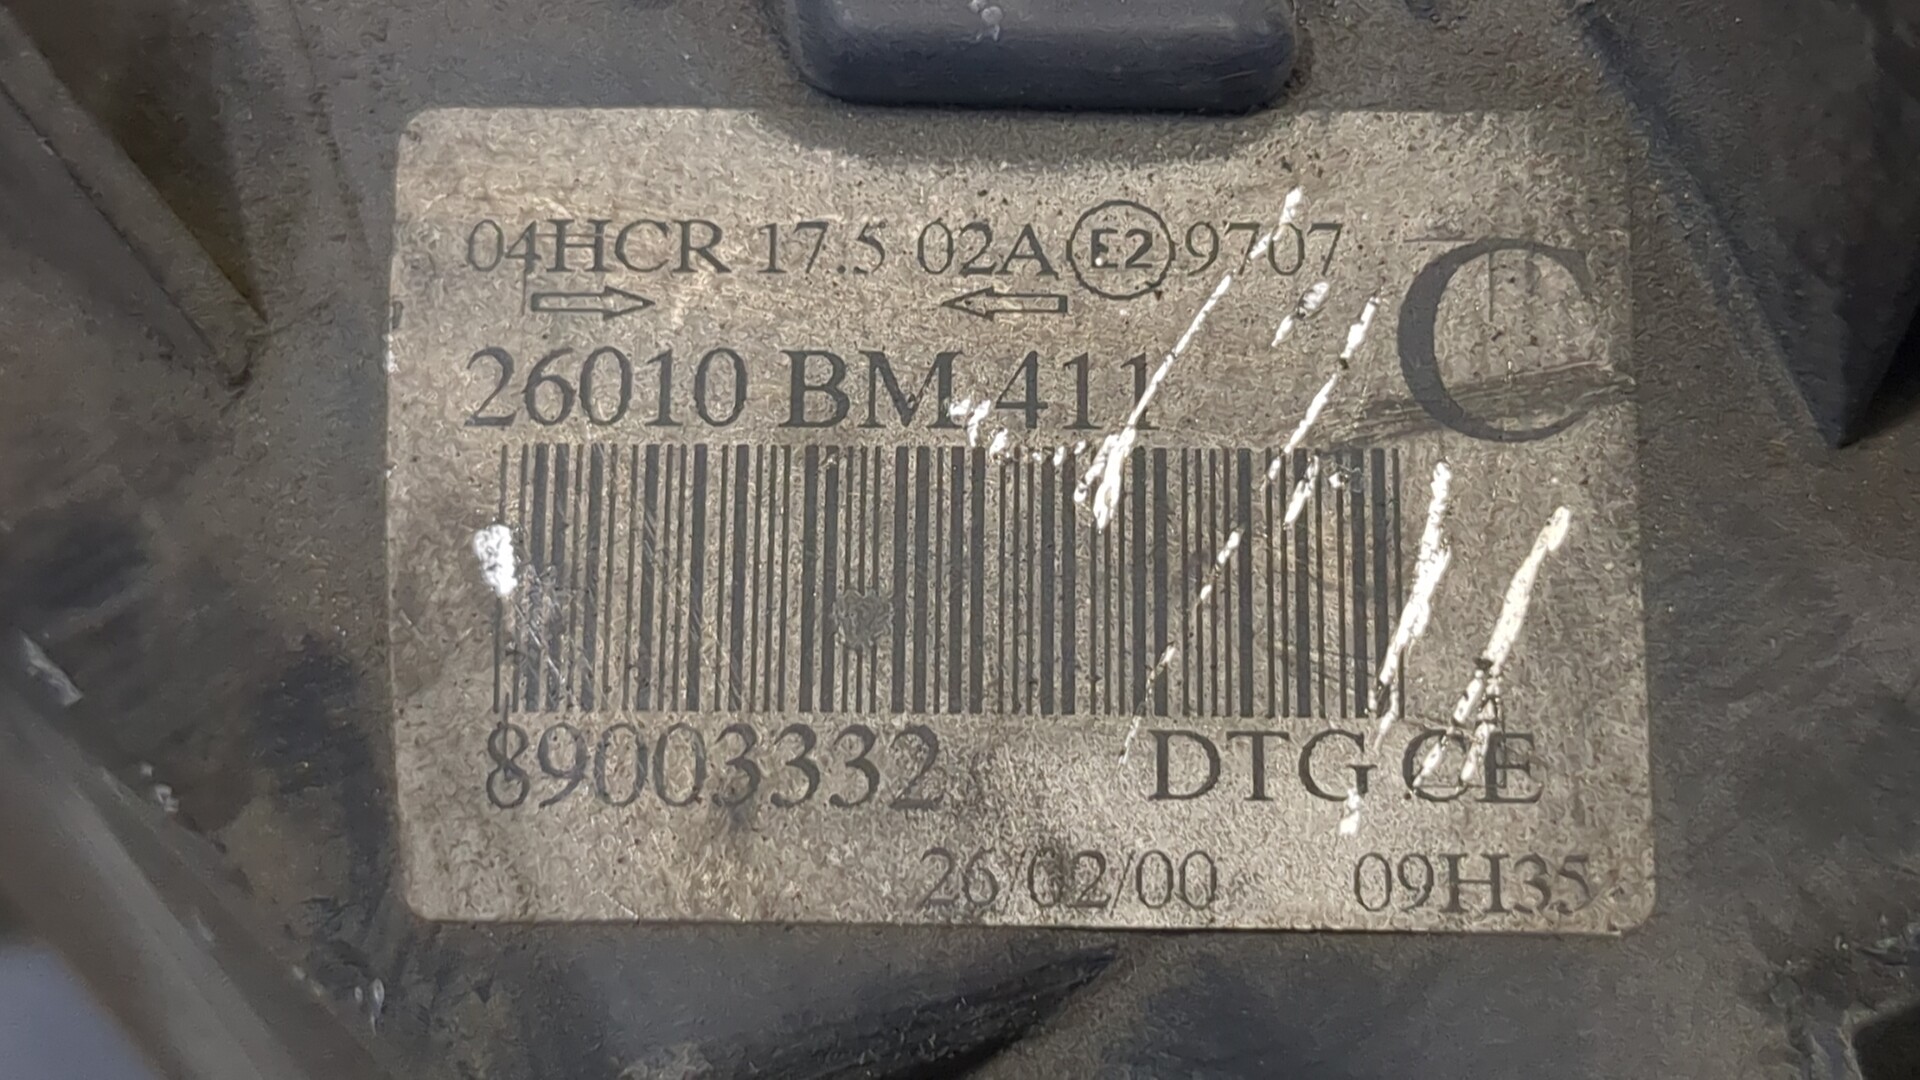 04HCR 17.5 02A E2 9707
C
26010 BM 411
89003332 DTG CE
26/02/00 09H35